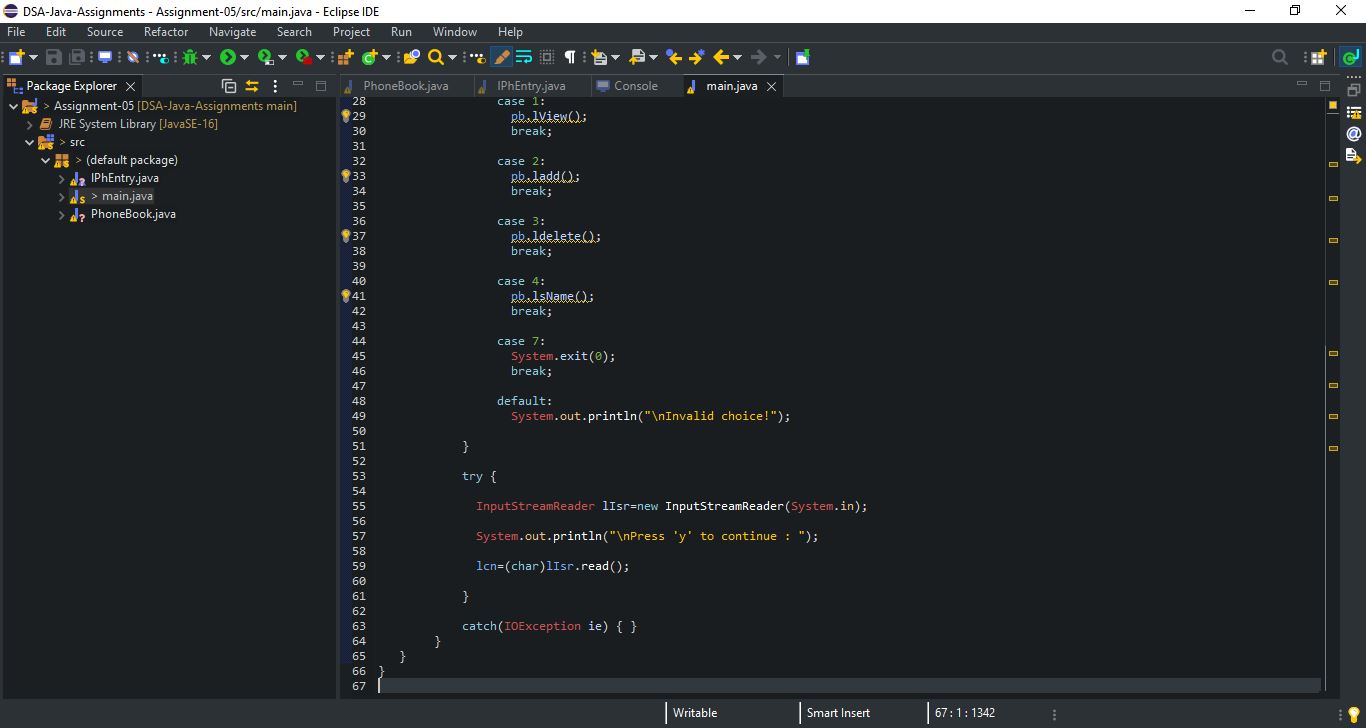 DSA-Java-Assignments - Assignment-05/src/main.java - Eclipse IDE
File Edit Source Refactor Navigate Search Project Run Window Help
Package Explorer
PhoneBook.java IPhEntry.java Console main.java
> Assignment-05 [DSA-Java-Assignments main]
JRE System Library [JavaSE-16]
> src
> (default package)
IPhEntry.java
> main.java
PhoneBook.java
28 case 1:
29 pb.lView();
30 break;
31
32 case 2:
33 pb.ladd();
34 break;
35
36 case 3:
37 pb.ldelete();
38 break;
39
40 case 4:
41 pb.lsName();
42 break;
43
44 case 7:
45 System.exit(0);
46 break;
47
48 default:
49 System.out.println("\nInvalid choice!");
50
51 }
52
53 try {
54
55 InputStreamReader lIsr=new InputStreamReader(System.in);
56
57 System.out.println("\nPress 'y' to continue : ");
58
59 lcn=(char)lIsr.read();
60
61 }
62
63 catch(IOException ie) { }
64 }
65 }
66 }
67
Writable Smart Insert 67 : 1 : 1342